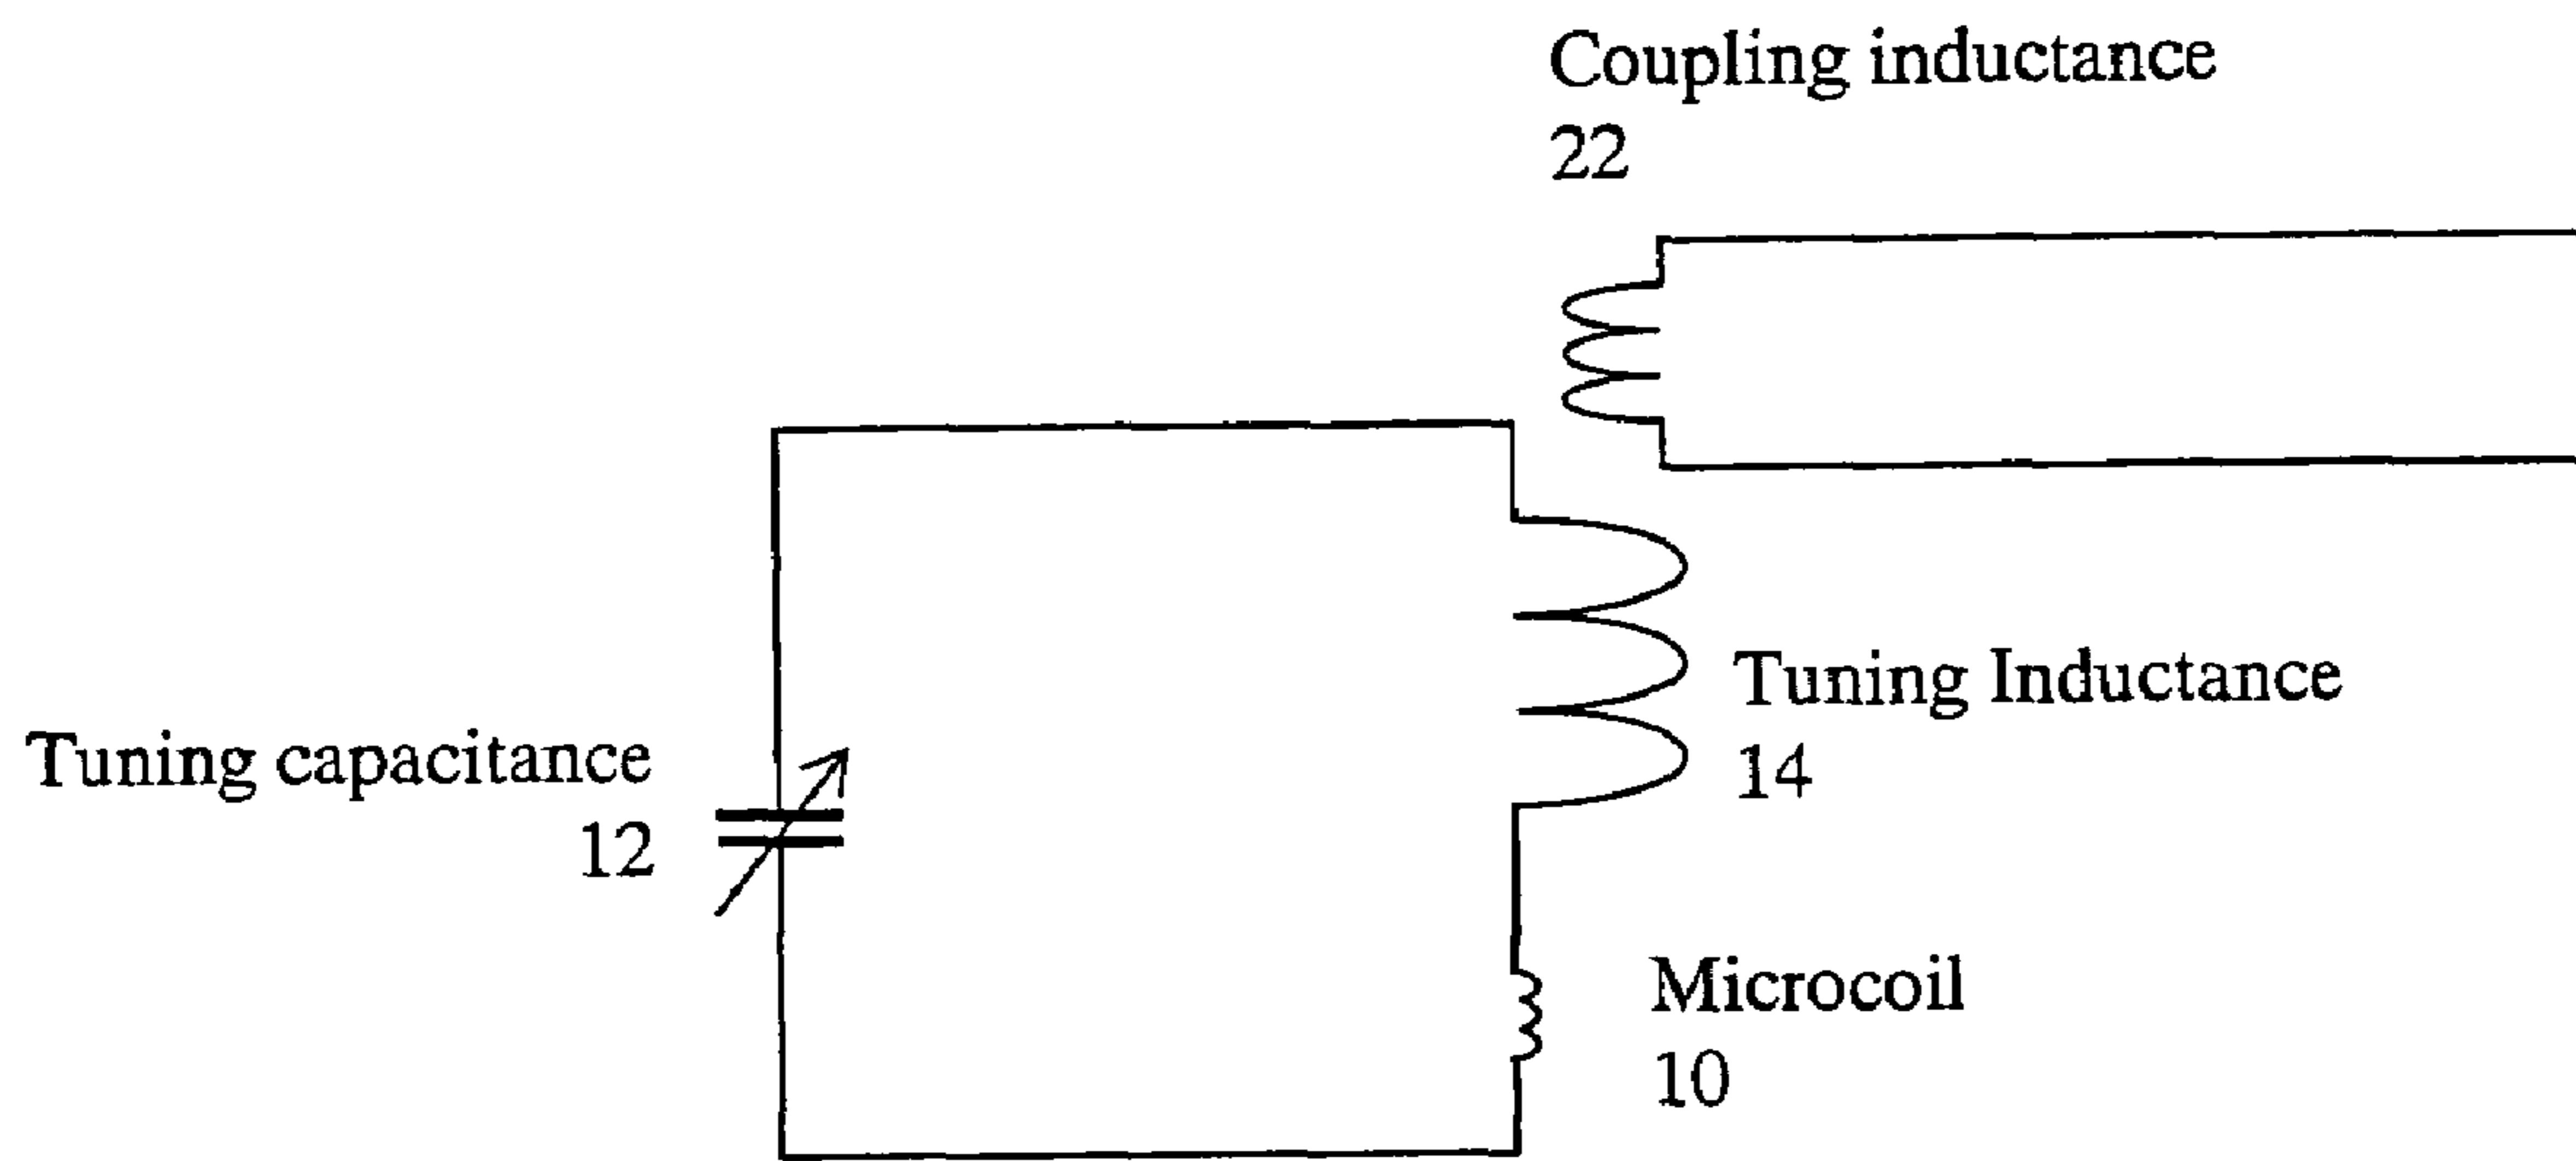 Coupling inductance
22
Tuning Inductance
14
Tuning capacitance
12
Microcoil
10